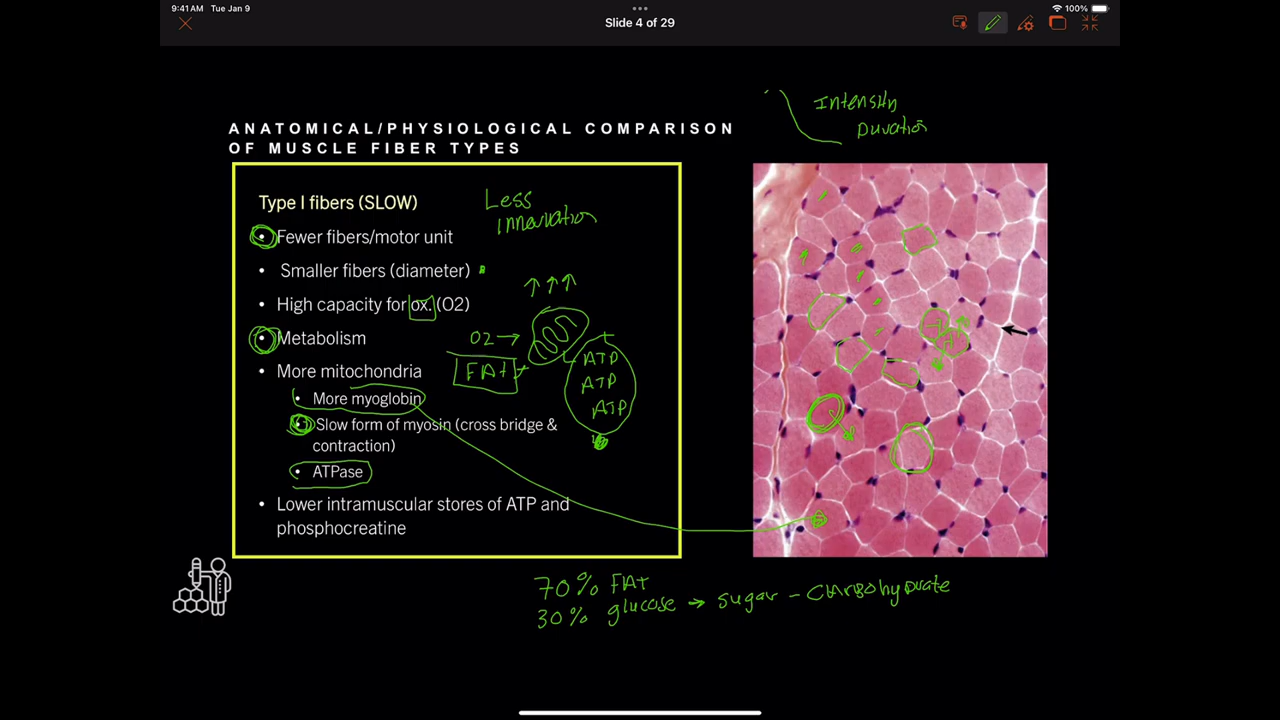 9:41 AM Tue Jan 9
100%
Slide 4 of 29
Intensity
Duration
ANATOMICAL/PHYSIOLOGICAL COMPARISON
OF MUSCLE FIBER TYPES
Type I fibers (SLOW)
Less
innervation
• Fewer fibers/motor unit
• Smaller fibers (diameter)
• High capacity for ox. (O2)
• Metabolism
O2 →
FAt
ATP
ATP
ATP
• More mitochondria
• More myoglobin
• Slow form of myosin (cross bridge &
contraction)
• ATPase
• Lower intramuscular stores of ATP and
phosphocreatine
70% FAt
30% glucose → sugar - Carbohydrate